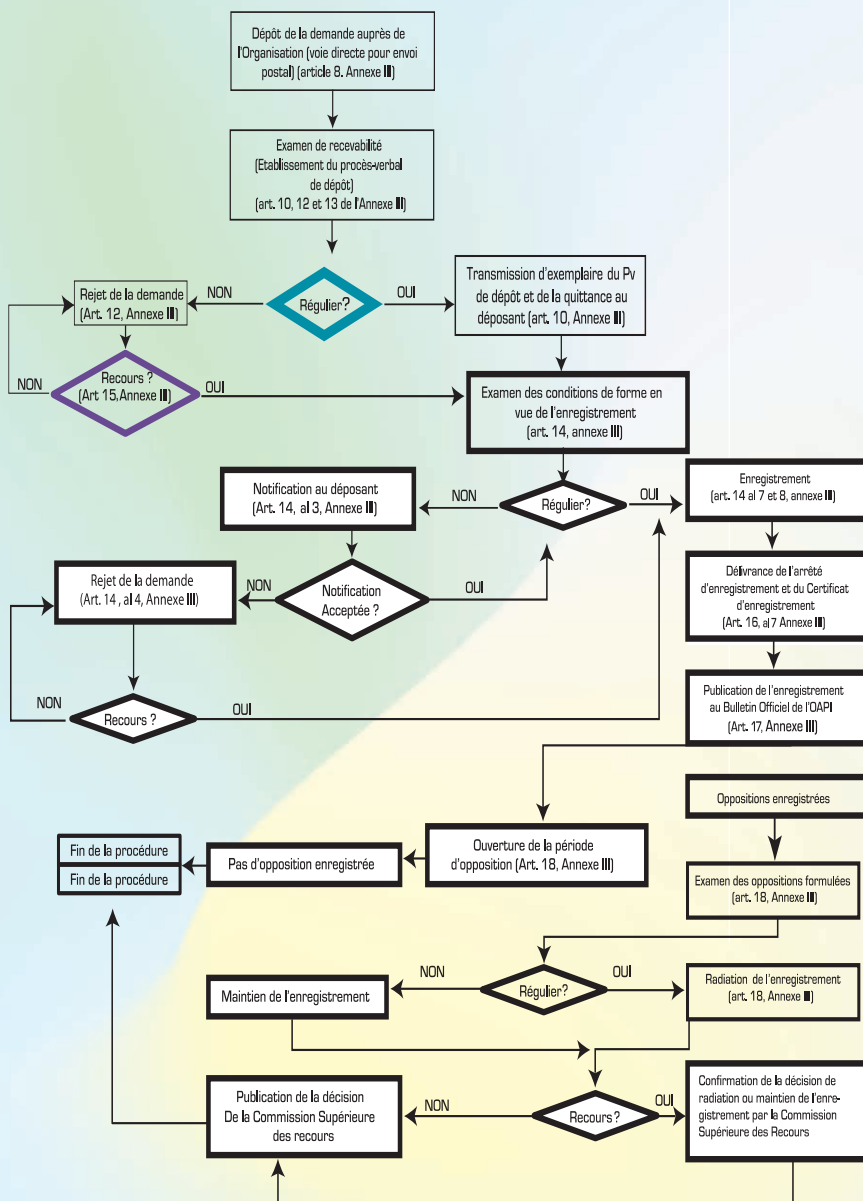 Dépôt de la demande auprès de
l'Organisation (voie directe pour envoi
postal) (article 8. Annexe III)
Examen de recevabilité
(Etablissement du procès-verbal
de dépôt)
(art. 10, 12 et 13 de l'Annexe III)
Régulier?
NON
OUI
Rejet de la demande
(Art. 12, Annexe III)
Transmission d'exemplaire du Pv
de dépôt et de la quittance au
déposant (art. 10, Annexe III)
Recours ?
(Art 15, Annexe III)
NON
OUI
Examen des conditions de forme en
vue de l'enregistrement
(art. 14, annexe III)
Notification au déposant
(Art. 14, al 3, Annexe III)
NON
Régulier?
OUI
Enregistrement
(art. 14 al 7 et 8, annexe III)
Rejet de la demande
(Art. 14 , al 4, Annexe III)
NON
Notification
Acceptée ?
OUI
Délivrance de l'arrêté
d'enregistrement et du Certificat
d'enregistrement
(Art. 16, al 7 Annexe III)
NON
Recours ?
OUI
Publication de l'enregistrement
au Bulletin Officiel de l'OAPI
(Art. 17, Annexe III)
Oppositions enregistrées
Fin de la procédure
Fin de la procédure
Pas d'opposition enregistrée
Ouverture de la période
d'opposition (Art. 18, Annexe III)
Examen des oppositions formulées
(art. 18, Annexe III)
Maintien de l'enregistrement
NON
Régulier?
OUI
Radiation de l'enregistrement
(art. 18, Annexe III)
Publication de la décision
De la Commission Supérieure
des recours
NON
Recours ?
OUI
Confirmation de la décision de
radiation ou maintien de l'enre-
gistrement par la Commission
Supérieure des Recours